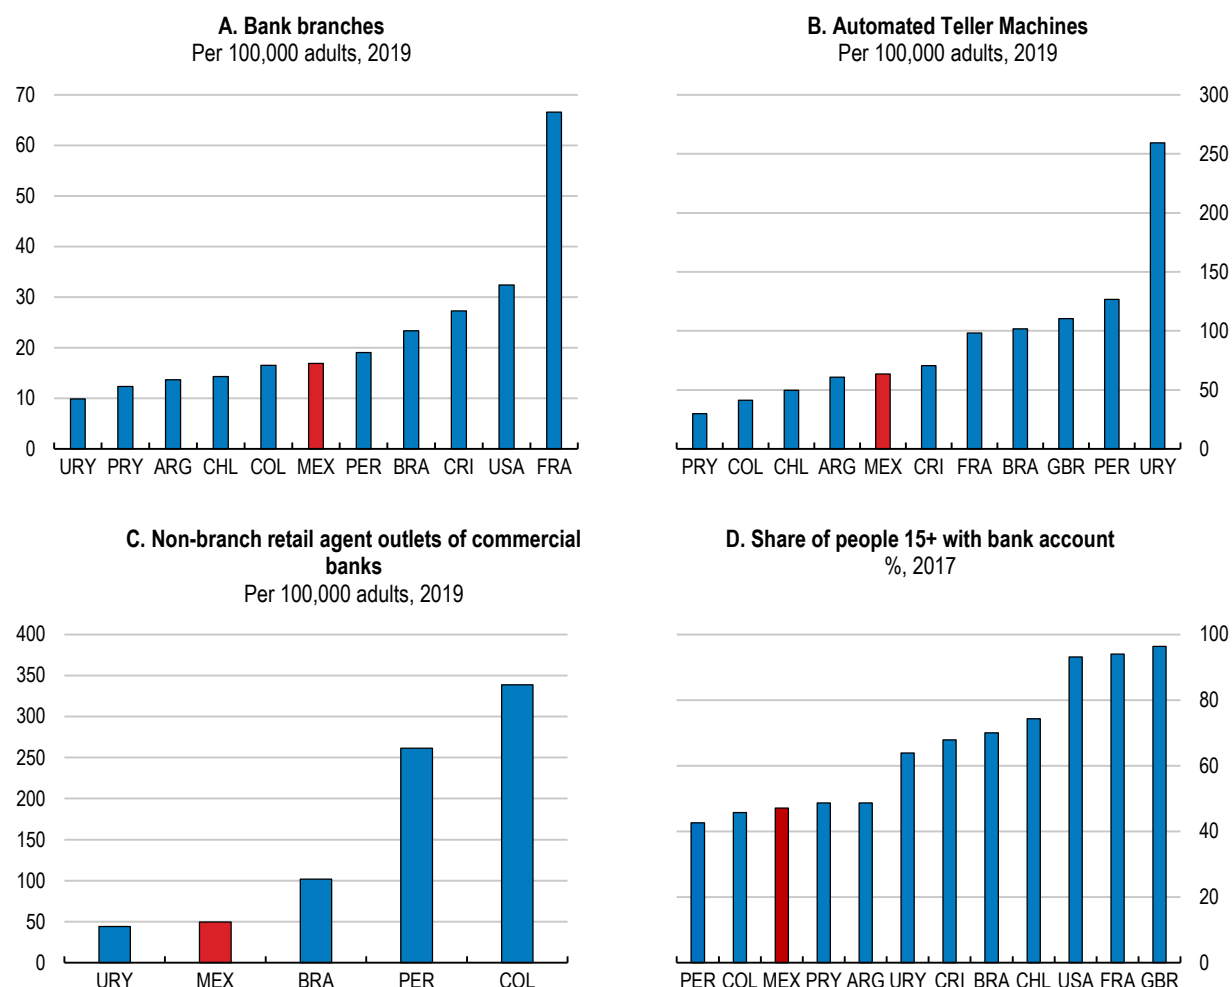 A. Bank branches
Per 100,000 adults, 2019
70
60
50
40
30
20
10
0
URY PRY ARG CHL COL MEX PER BRA CRI USA FRA
B. Automated Teller Machines
Per 100,000 adults, 2019
300
250
200
150
100
50
0
PRY COL CHL ARG MEX CRI FRA BRA GBR PER URY
C. Non-branch retail agent outlets of commercial
banks
Per 100,000 adults, 2019
400
350
300
250
200
150
100
50
0
URY MEX BRA PER COL
D. Share of people 15+ with bank account
%, 2017
100
80
60
40
20
0
PER COL MEX PRY ARG URY CRI BRA CHL USA FRA GBR